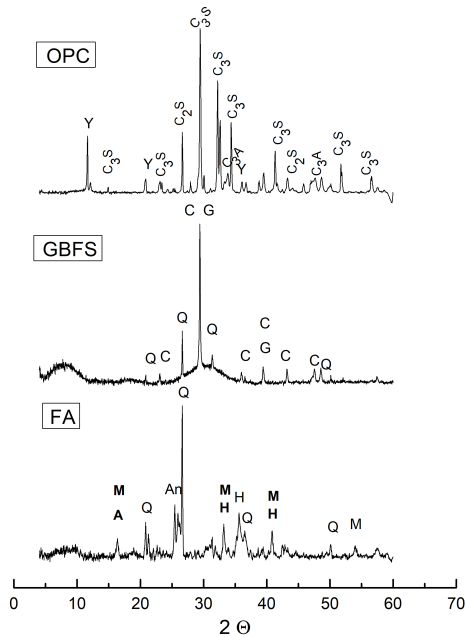 C₃S
OPC
C₃S
C₂S C₃S
Y C₃S Y C₃S C₃A Y C₃S C₂S C₃A C₃S C₃S
C G
GBFS
Q Q C
Q C C G C C Q
FA
Q
M An M H M
A Q H Q H Q M
0 10 20 30 40 50 60 70
2 Θ